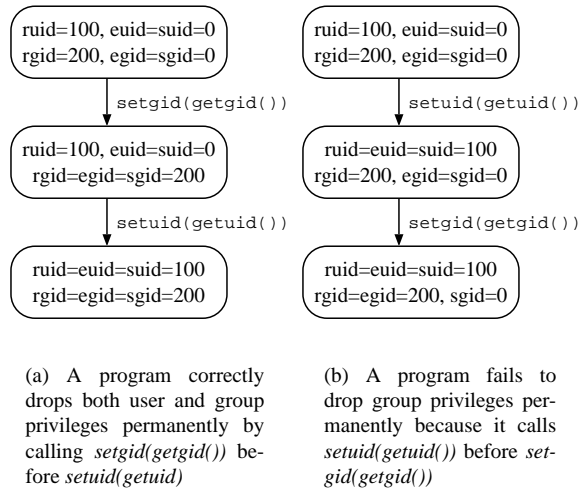 ruid=100, euid=suid=0
rgid=200, egid=sgid=0
setgid(getgid())
ruid=100, euid=suid=0
rgid=egid=sgid=200
setuid(getuid())
ruid=euid=suid=100
rgid=egid=sgid=200
(a) A program correctly
drops both user and group
privileges permanently by
calling setgid(getgid()) be-
fore setuid(getuid)
ruid=100, euid=suid=0
rgid=200, egid=sgid=0
setuid(getuid())
ruid=euid=suid=100
rgid=200, egid=sgid=0
setgid(getgid())
ruid=euid=suid=100
rgid=egid=200, sgid=0
(b) A program fails to
drop group privileges per-
manently because it calls
setuid(getuid()) before set-
gid(getgid())